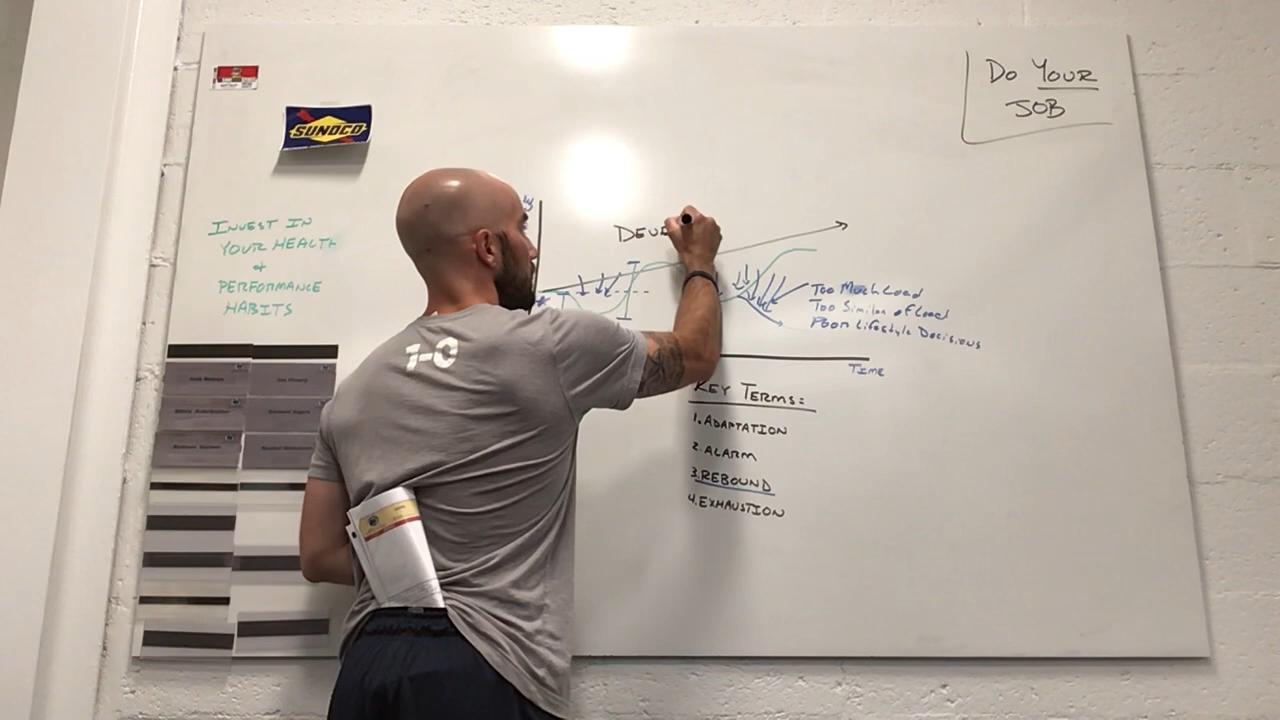 Do YOUR
JOB
SUNOCO
INVEST IN
YOUR HEALTH
+
PERFORMANCE
HABITS
DEVE
Too Much Load
Too Similar of Load
Poor Lifestyle Decisions
TIME
1-0
KEY TERMS:
1. ADAPTATION
2. ALARM
3. REBOUND
4. EXHAUSTION